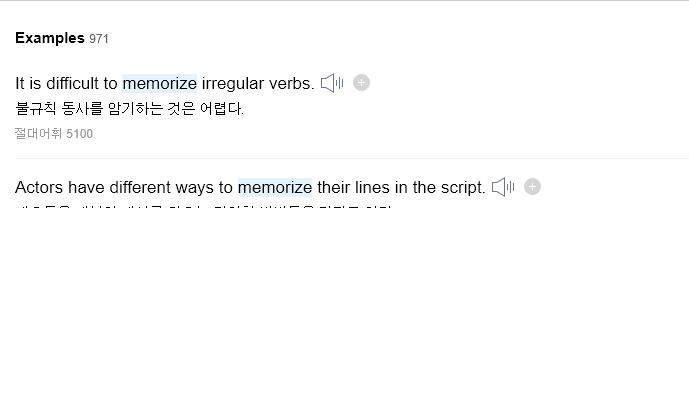 Examples 971
It is difficult to memorize irregular verbs.
불규칙 동사를 암기하는 것은 어렵다.
절대어휘 5100
Actors have different ways to memorize their lines in the script.